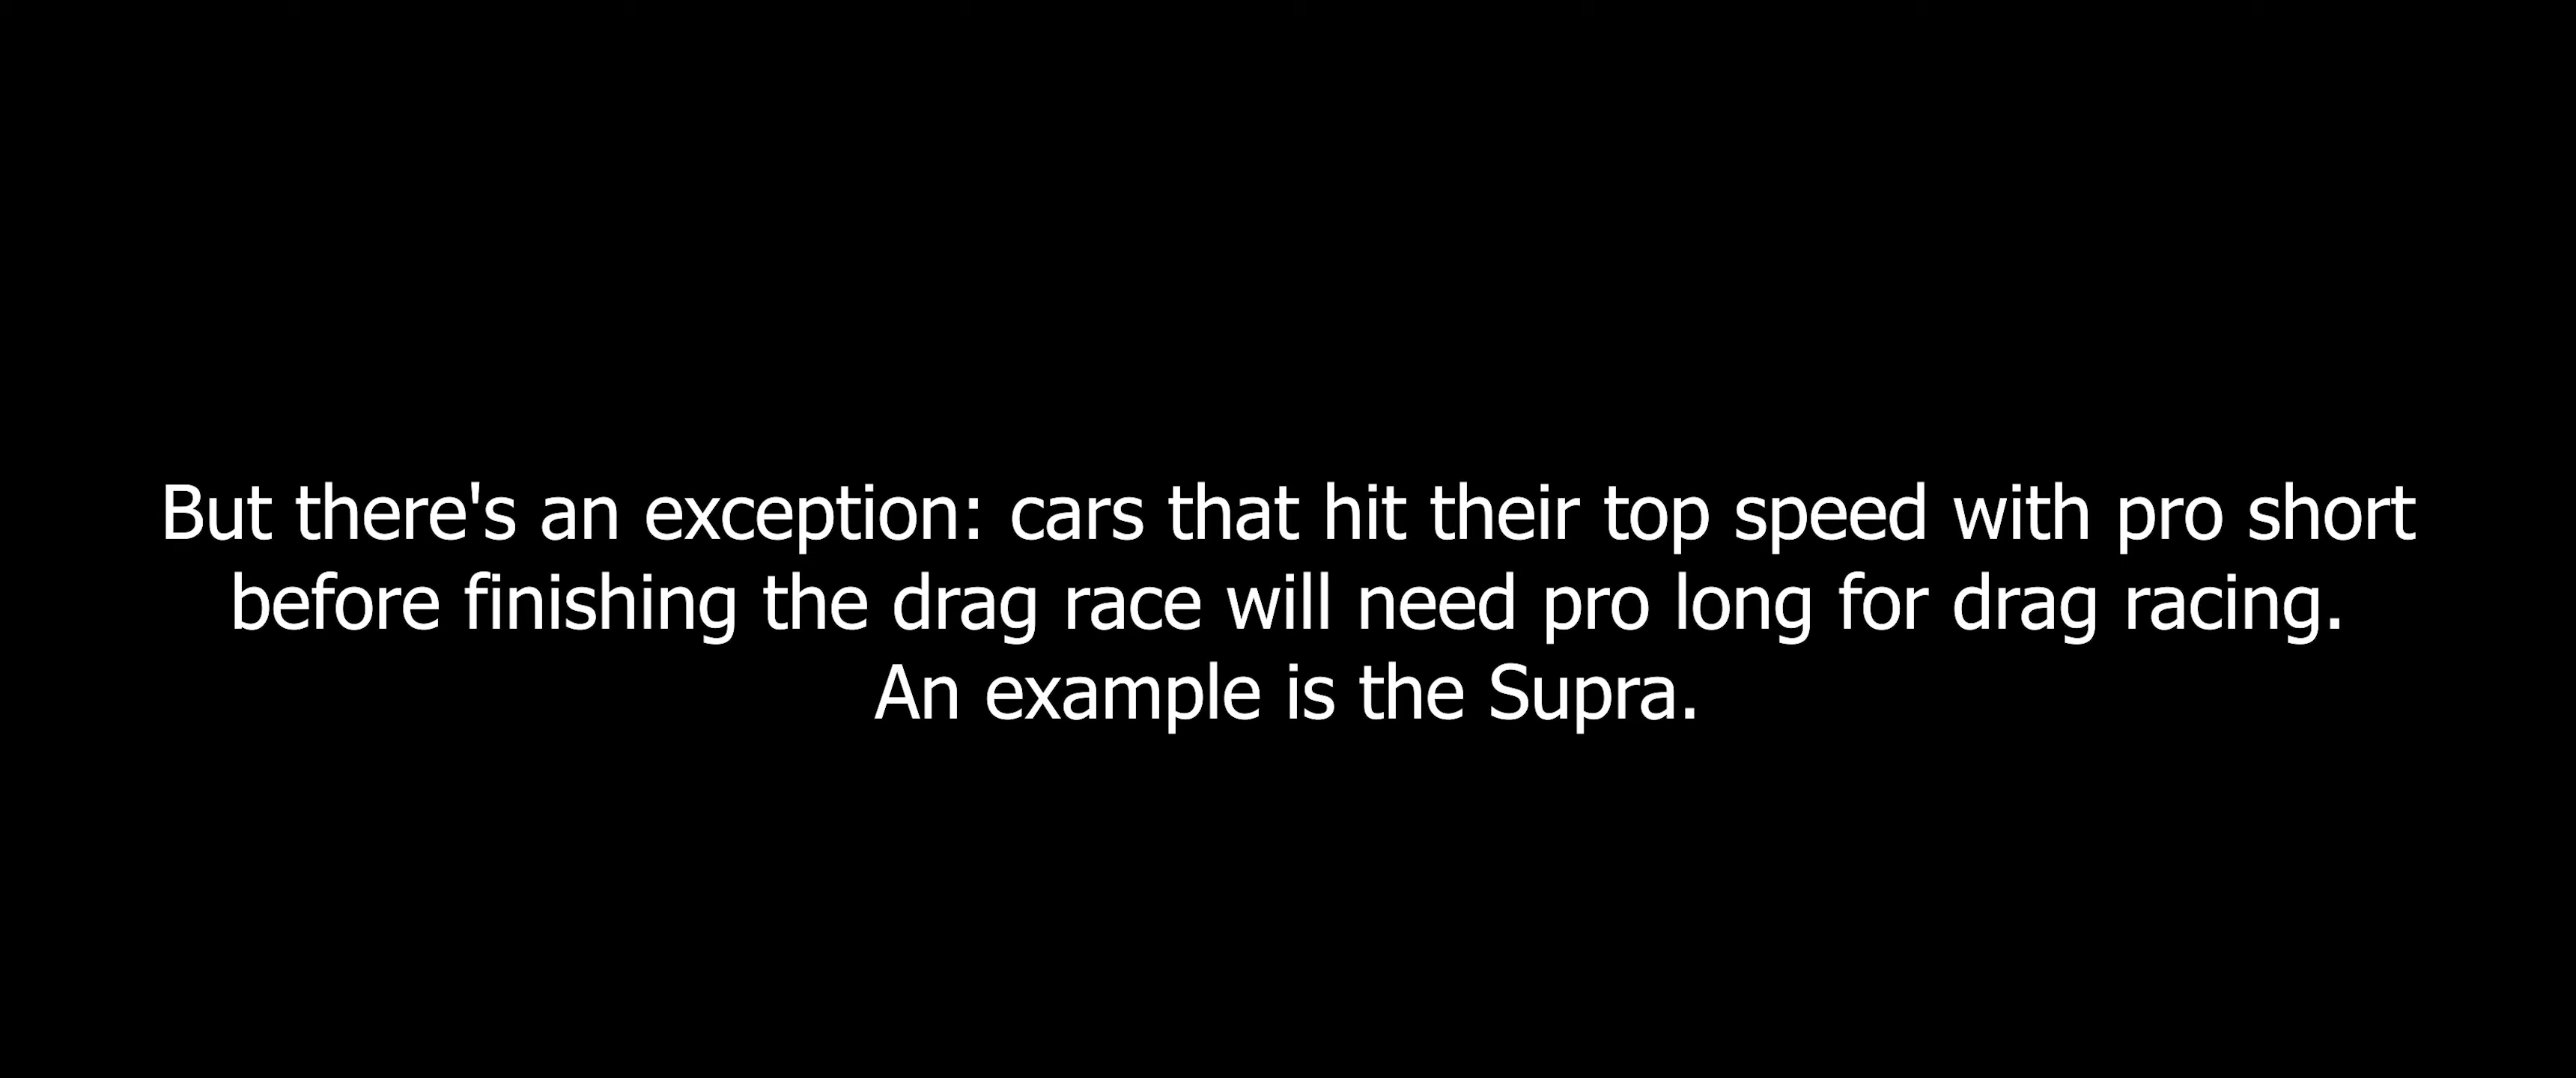 But there's an exception: cars that hit their top speed with pro short
before finishing the drag race will need pro long for drag racing.
An example is the Supra.